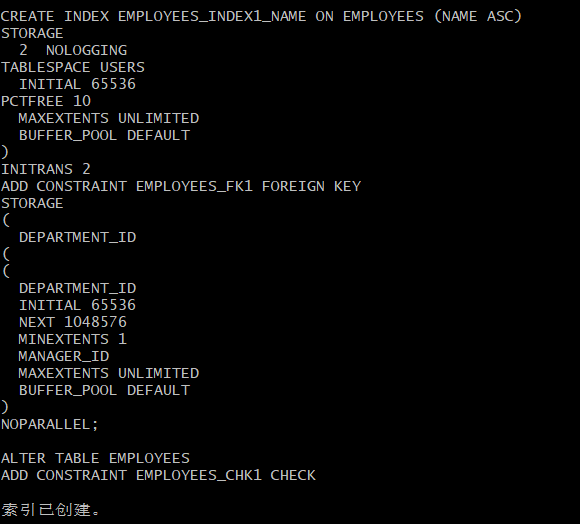 CREATE INDEX EMPLOYEES_INDEX1_NAME ON EMPLOYEES (NAME ASC)
STORAGE
  2  NOLOGGING
TABLESPACE USERS
  INITIAL 65536
PCTFREE 10
  MAXEXTENTS UNLIMITED
  BUFFER_POOL DEFAULT
)
INITRANS 2
ADD CONSTRAINT EMPLOYEES_FK1 FOREIGN KEY
STORAGE
(
  DEPARTMENT_ID
(
(
  DEPARTMENT_ID
  INITIAL 65536
  NEXT 1048576
  MINEXTENTS 1
  MANAGER_ID
  MAXEXTENTS UNLIMITED
  BUFFER_POOL DEFAULT
)
NOPARALLEL;

ALTER TABLE EMPLOYEES
ADD CONSTRAINT EMPLOYEES_CHK1 CHECK

索引已创建。